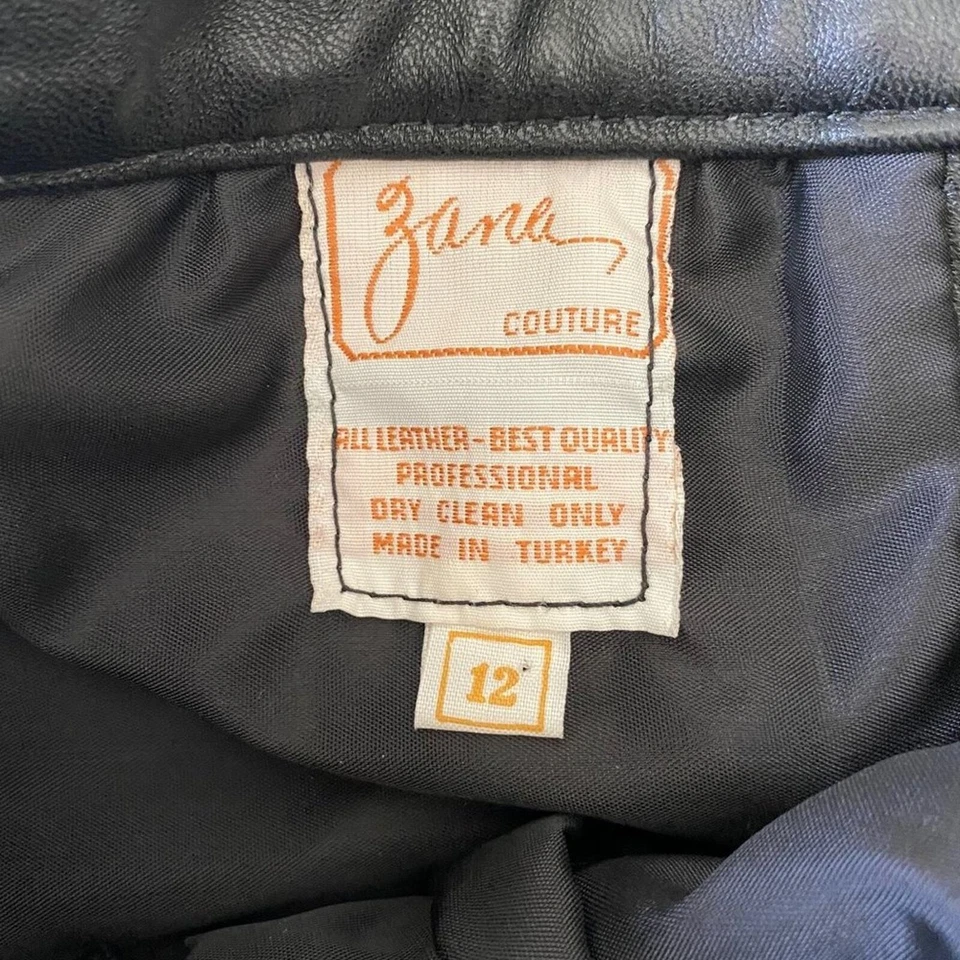 Zana
COUTURE
ALL LEATHER-BEST QUALITY
PROFESSIONAL
DRY CLEAN ONLY
MADE IN TURKEY
12